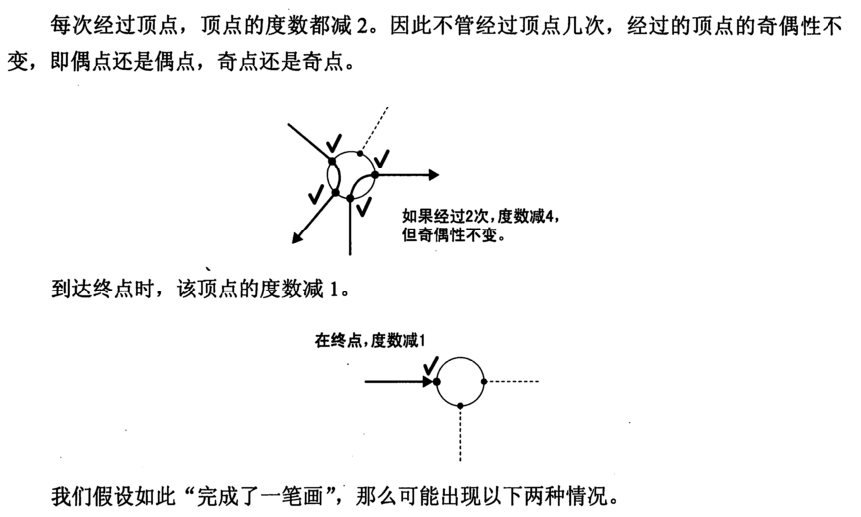 每次经过顶点，顶点的度数都减 2。因此不管经过顶点几次，经过的顶点的奇偶性不
变，即偶点还是偶点，奇点还是奇点。
如果经过2次，度数减4，
但奇偶性不变。
到达终点时，该顶点的度数减 1。
在终点，度数减1
我们假设如此“完成了一笔画”，那么可能出现以下两种情况。